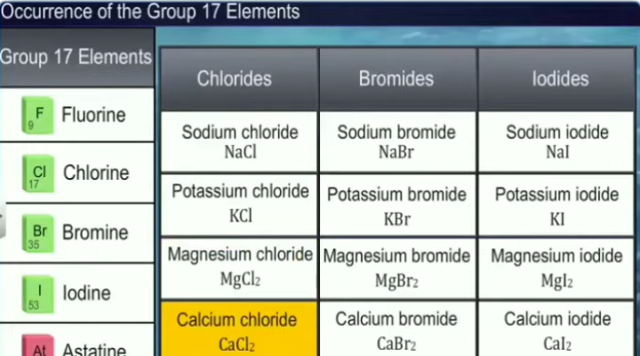 Occurrence of the Group 17 Elements
Group 17 Elements
F
9
Fluorine
Cl
17
Chlorine
Br
35
Bromine
I
53
Iodine
At
Astatine
Chlorides Bromides Iodides
Sodium chloride Sodium bromide Sodium iodide
NaCl NaBr NaI
Potassium chloride Potassium bromide Potassium iodide
KCl KBr KI
Magnesium chloride Magnesium bromide Magnesium iodide
MgCl₂ MgBr₂ MgI₂
Calcium chloride Calcium bromide Calcium iodide
CaCl₂ CaBr₂ CaI₂